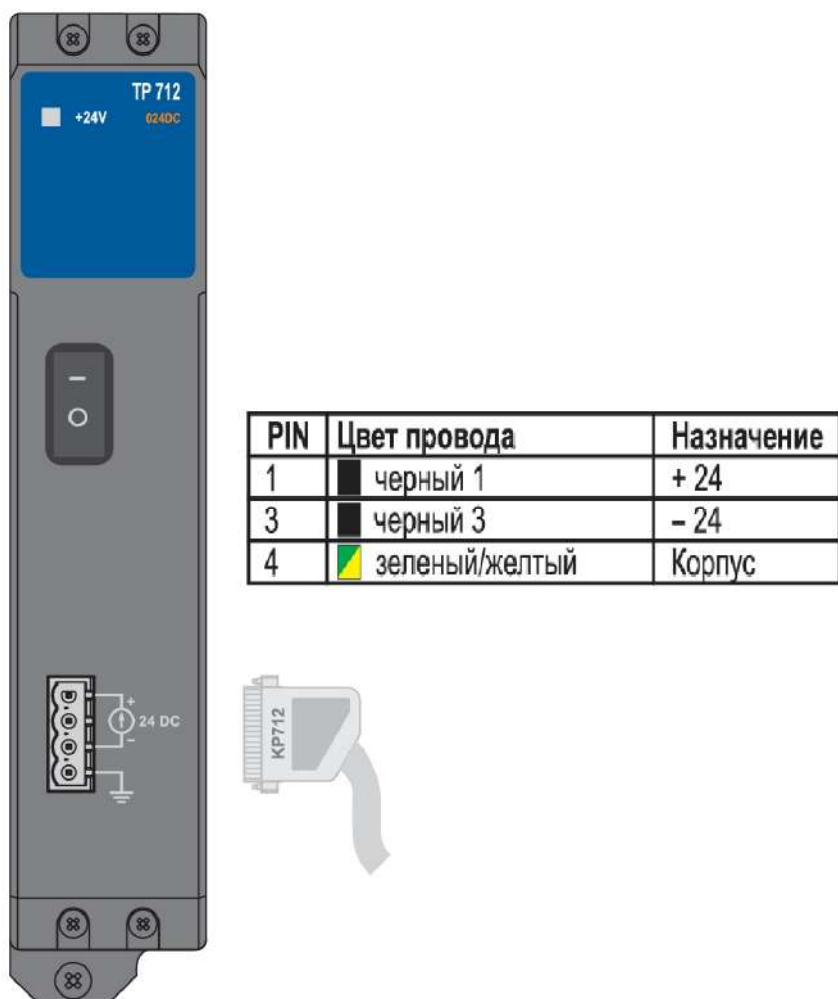 TP 712
+24V 024DC
PIN Цвет провода Назначение
1 черный 1 + 24
3 черный 3 – 24
4 зеленый/желтый Корпус
+
24 DC
-
KP712